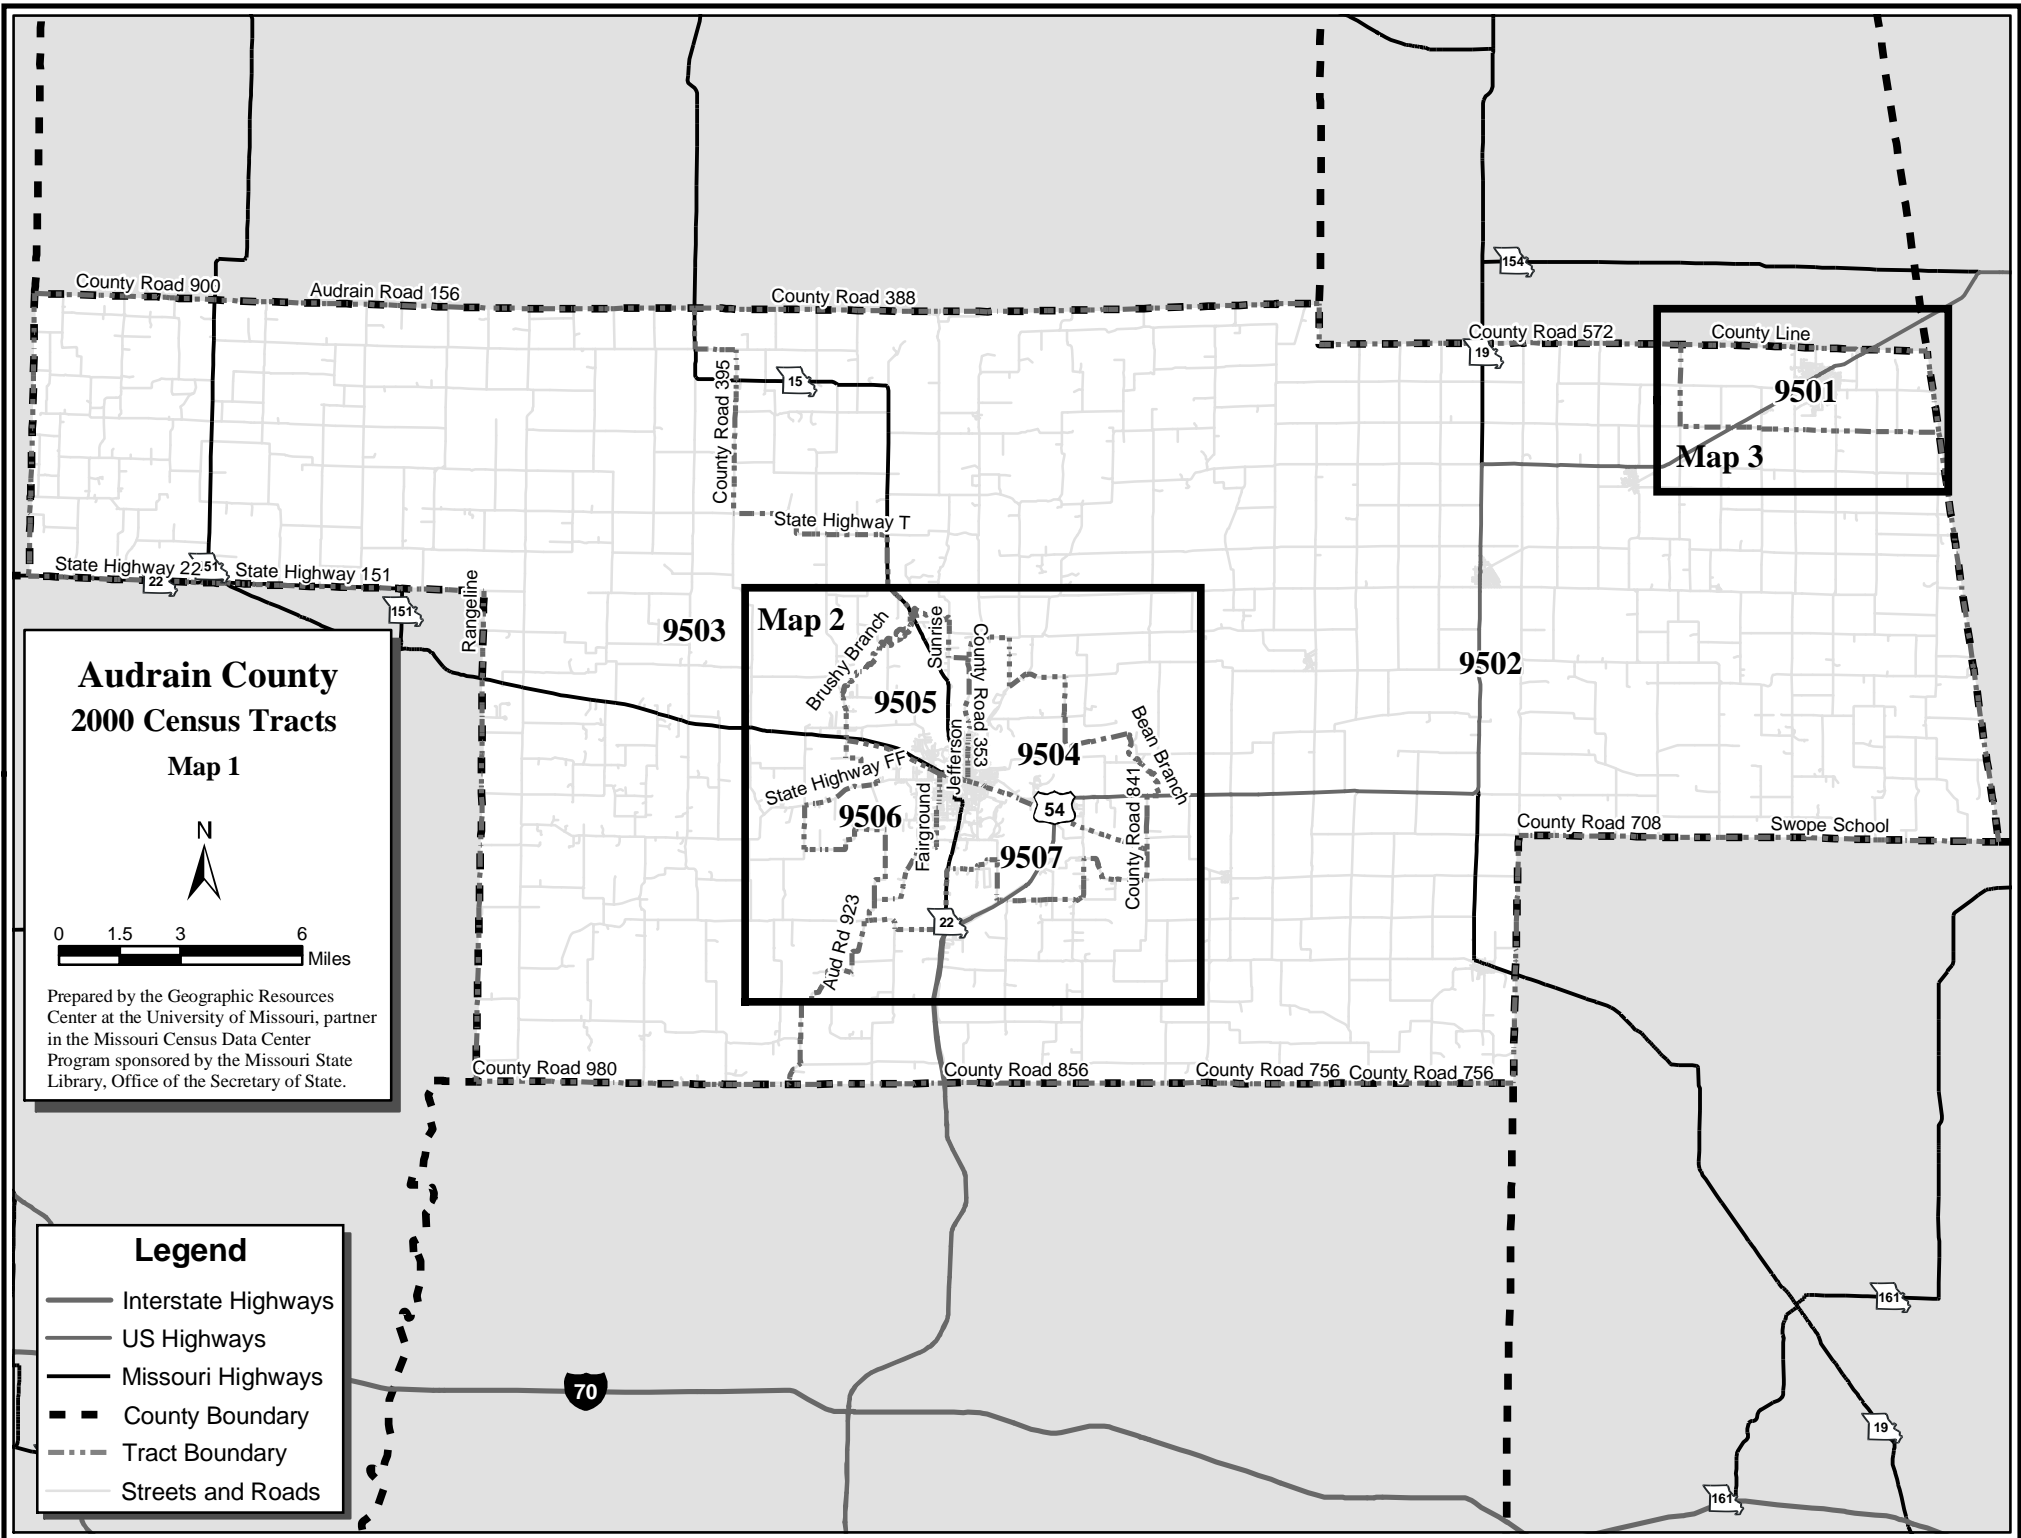 154
County Road 900
Audrain Road 156
County Road 388
County Road 572
19
County Line
9501
Map 3
County Road 395
15
State Highway T
State Highway 22
51
22
State Highway 151
151
Rangeline
9503
Map 2
Brushy Branch
Sunrise
County Road 353
9505
Jefferson
9504
Bean Branch
9502
State Highway FF
9506
Fairground
54
County Road 841
9507
Aud Rd 923
22
County Road 708
Swope School
County Road 980
County Road 856
County Road 756
County Road 756
Audrain County
2000 Census Tracts
Map 1
N
0 1.5 3 6
Miles
Prepared by the Geographic Resources
Center at the University of Missouri, partner
in the Missouri Census Data Center
Program sponsored by the Missouri State
Library, Office of the Secretary of State.
Legend
Interstate Highways
US Highways
Missouri Highways
County Boundary
Tract Boundary
Streets and Roads
70
161
19
161